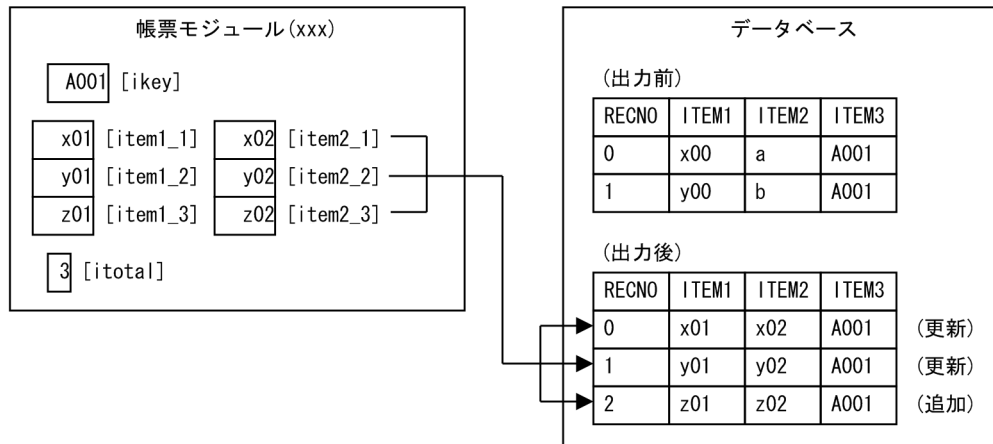 帳票モジュール(xxx)
A001 [ikey]
x01 [item1_1] x02 [item2_1]
y01 [item1_2] y02 [item2_2]
z01 [item1_3] z02 [item2_3]
3 [itotal]
データベース
(出力前)
RECNO ITEM1 ITEM2 ITEM3
0 x00 a A001
1 y00 b A001
(出力後)
RECNO ITEM1 ITEM2 ITEM3
0 x01 x02 A001 (更新)
1 y01 y02 A001 (更新)
2 z01 z02 A001 (追加)